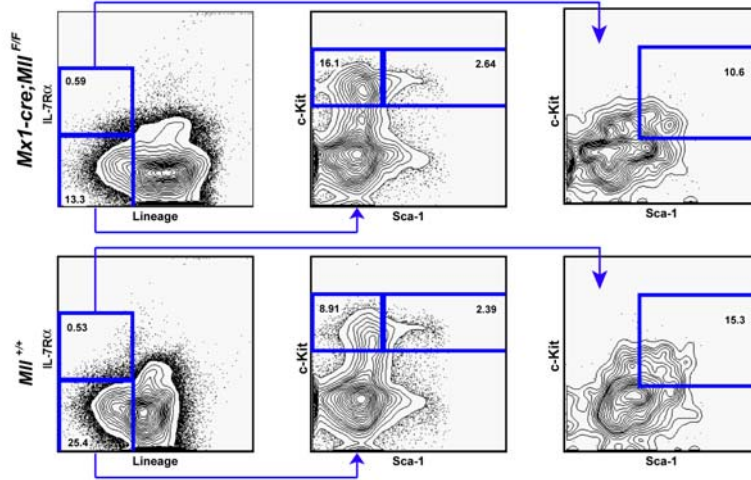 Mx1-cre;Mll F/F
IL-7Rα
0.59
13.3
Lineage
c-Kit
16.1
2.64
Sca-1
c-Kit
10.6
Sca-1
Mll +/+
IL-7Rα
0.53
25.4
Lineage
c-Kit
8.91
2.39
Sca-1
c-Kit
15.3
Sca-1